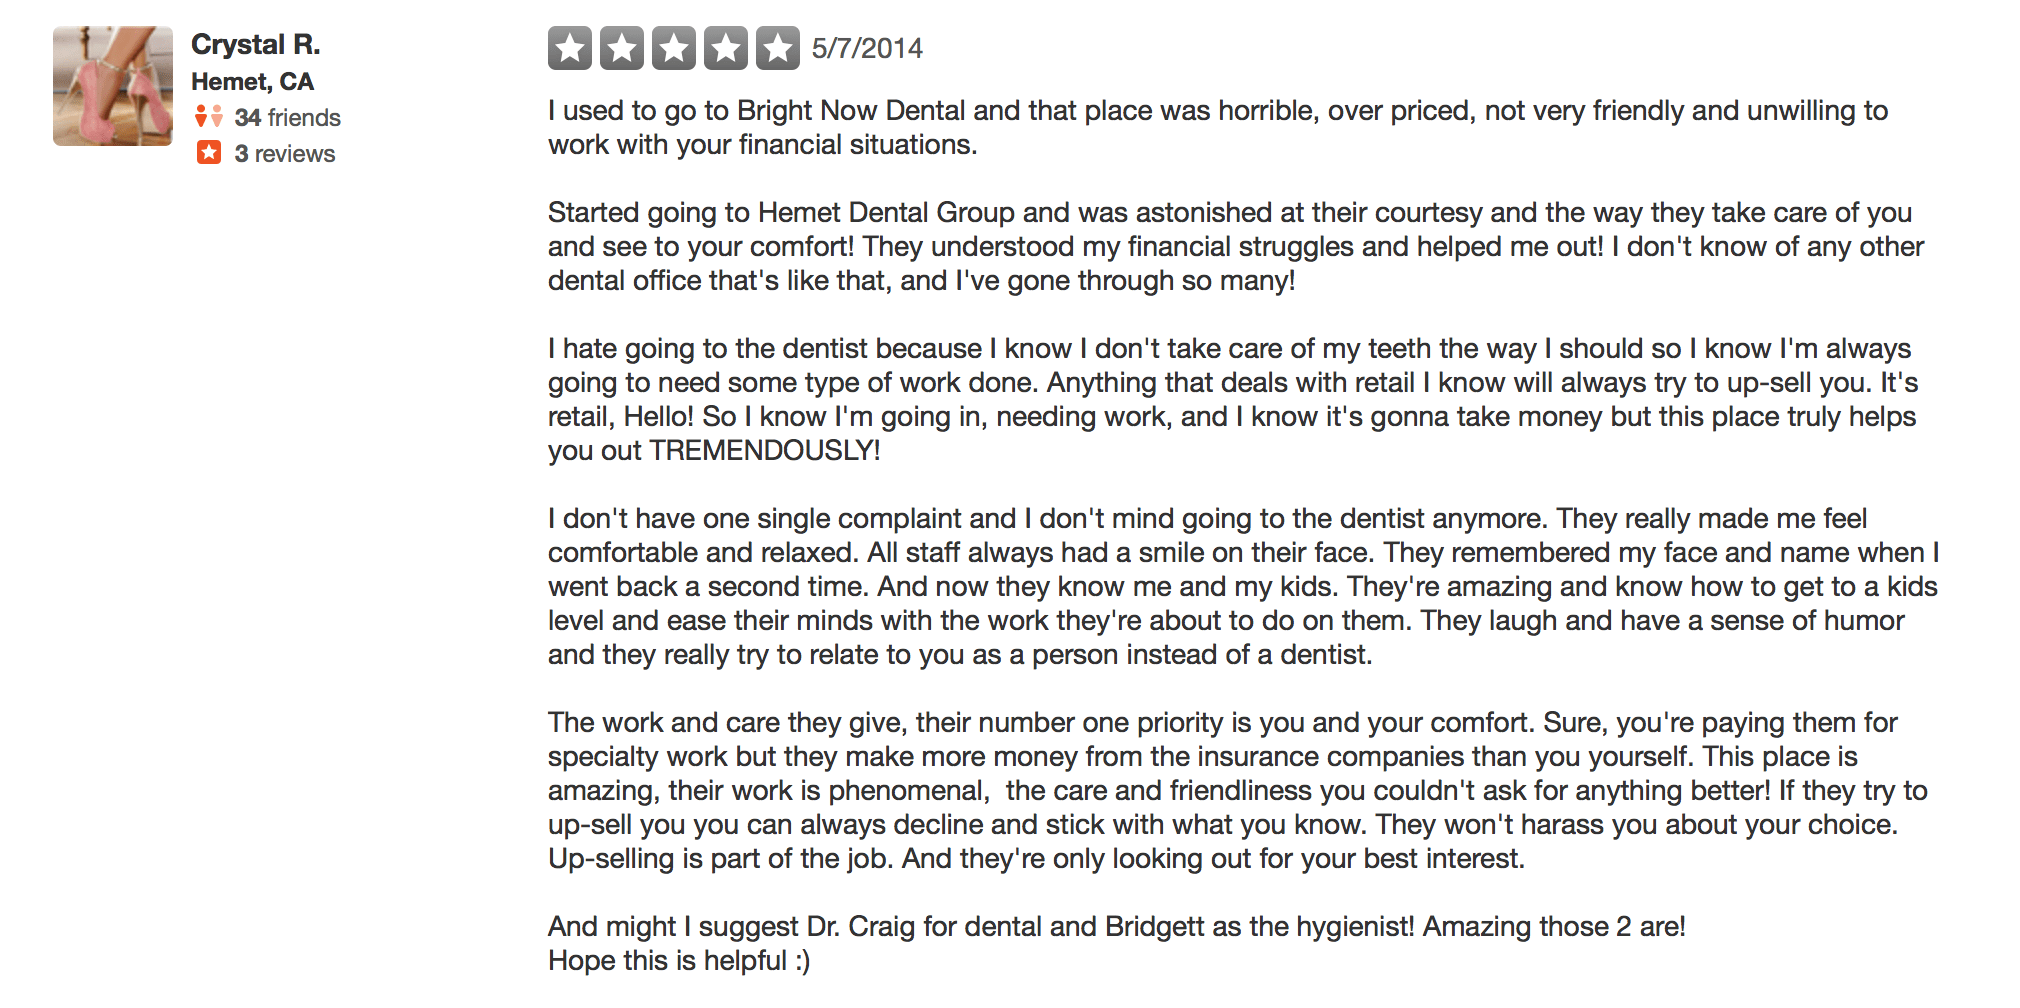 Crystal R.
Hemet, CA
34 friends
3 reviews
5/7/2014
I used to go to Bright Now Dental and that place was horrible, over priced, not very friendly and unwilling to
work with your financial situations.
Started going to Hemet Dental Group and was astonished at their courtesy and the way they take care of you
and see to your comfort! They understood my financial struggles and helped me out! I don't know of any other
dental office that's like that, and I've gone through so many!
I hate going to the dentist because I know I don't take care of my teeth the way I should so I know I'm always
going to need some type of work done. Anything that deals with retail I know will always try to up-sell you. It's
retail, Hello! So I know I'm going in, needing work, and I know it's gonna take money but this place truly helps
you out TREMENDOUSLY!
I don't have one single complaint and I don't mind going to the dentist anymore. They really made me feel
comfortable and relaxed. All staff always had a smile on their face. They remembered my face and name when I
went back a second time. And now they know me and my kids. They're amazing and know how to get to a kids
level and ease their minds with the work they're about to do on them. They laugh and have a sense of humor
and they really try to relate to you as a person instead of a dentist.
The work and care they give, their number one priority is you and your comfort. Sure, you're paying them for
specialty work but they make more money from the insurance companies than you yourself. This place is
amazing, their work is phenomenal,  the care and friendliness you couldn't ask for anything better! If they try to
up-sell you you can always decline and stick with what you know. They won't harass you about your choice.
Up-selling is part of the job. And they're only looking out for your best interest.
And might I suggest Dr. Craig for dental and Bridgett as the hygienist! Amazing those 2 are!
Hope this is helpful :)